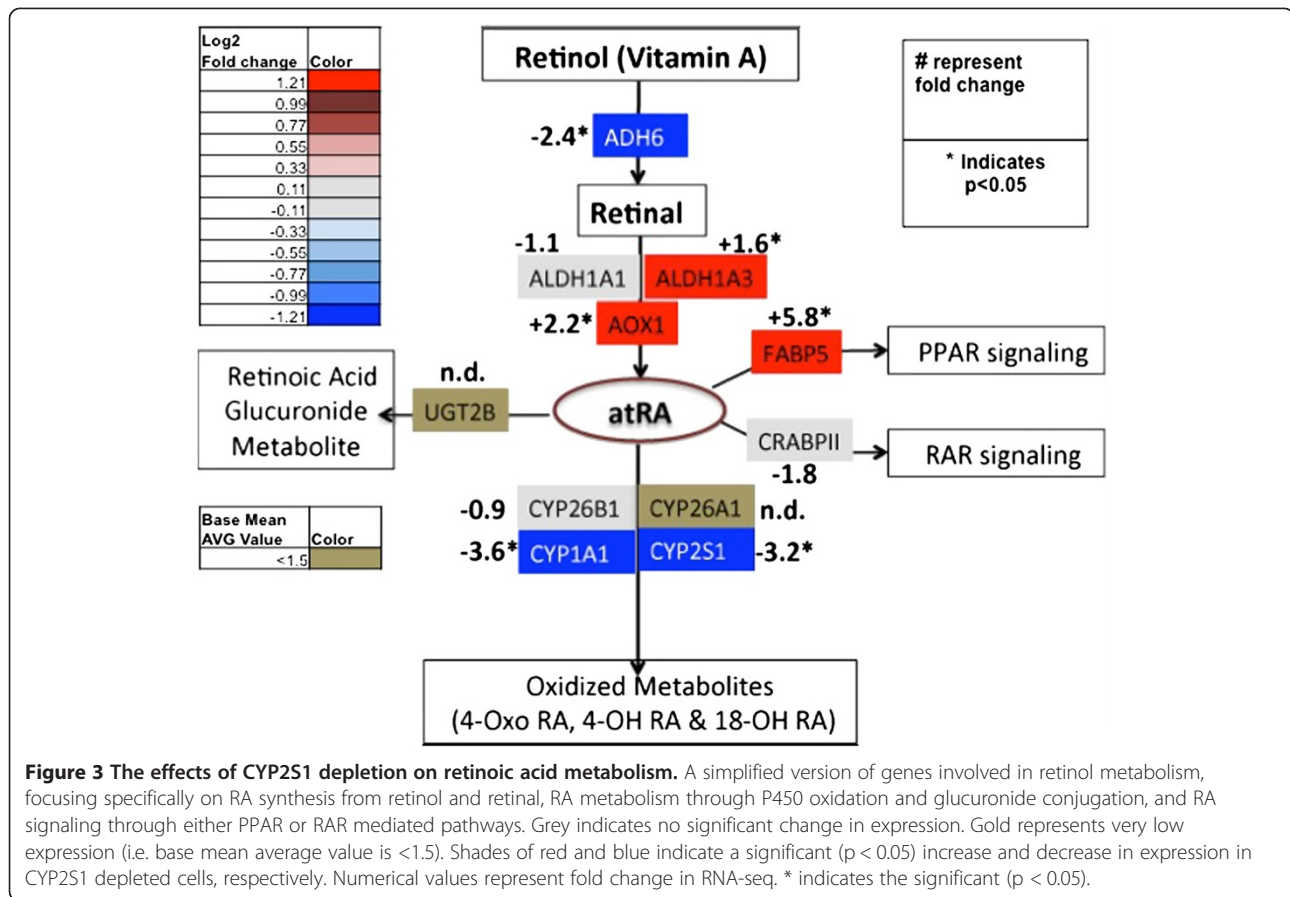 Log2
Fold change Color
1.21
0.99
0.77
0.55
0.33
0.11
-0.11
-0.33
-0.55
-0.77
-0.99
-1.21
Retinol (Vitamin A)
# represent
fold change
* Indicates
p<0.05
-2.4* ADH6
Retinal
-1.1 +1.6*
ALDH1A1 ALDH1A3
+2.2* AOX1
+5.8*
FABP5
PPAR signaling
Retinoic Acid
Glucuronide
Metabolite
n.d.
UGT2B
atRA
CRABPII
-1.8
RAR signaling
Base Mean
AVG Value Color
<1.5
-0.9 CYP26B1 CYP26A1 n.d.
-3.6* CYP1A1 CYP2S1 -3.2*
Oxidized Metabolites
(4-Oxo RA, 4-OH RA & 18-OH RA)
Figure 3 The effects of CYP2S1 depletion on retinoic acid metabolism. A simplified version of genes involved in retinol metabolism,
focusing specifically on RA synthesis from retinol and retinal, RA metabolism through P450 oxidation and glucuronide conjugation, and RA
signaling through either PPAR or RAR mediated pathways. Grey indicates no significant change in expression. Gold represents very low
expression (i.e. base mean average value is <1.5). Shades of red and blue indicate a significant (p < 0.05) increase and decrease in expression in
CYP2S1 depleted cells, respectively. Numerical values represent fold change in RNA-seq. * indicates the significant (p < 0.05).